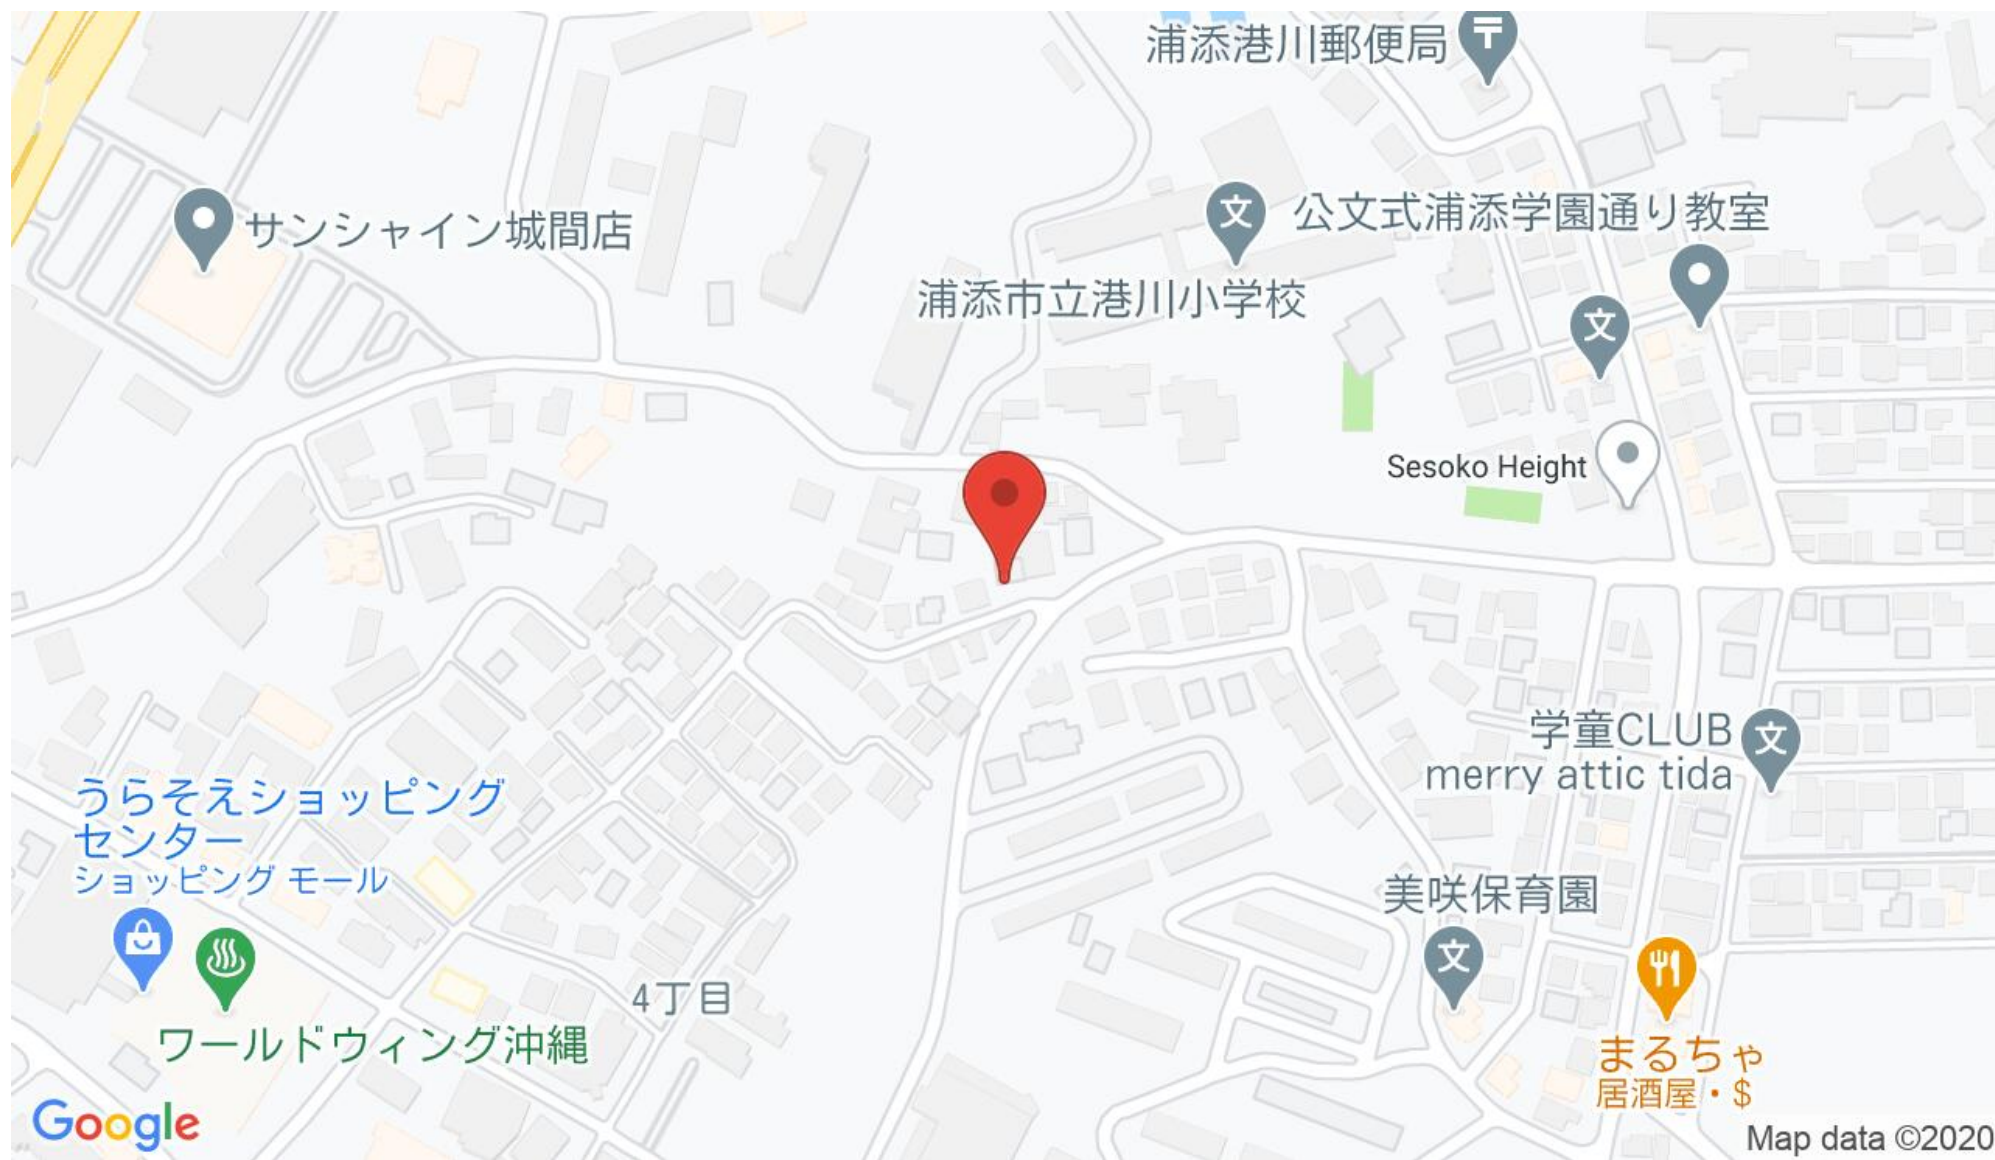 浦添港川郵便局
〒
サンシャイン城間店
文
公文式浦添学園通り教室
浦添市立港川小学校
文
Sesoko Height
学童CLUB
merry attic tida
文
うらそえショッピング
センター
ショッピング モール
美咲保育園
文
4丁目
ワールドウィング沖縄
まるちゃ
居酒屋・$
Google
Map data ©2020